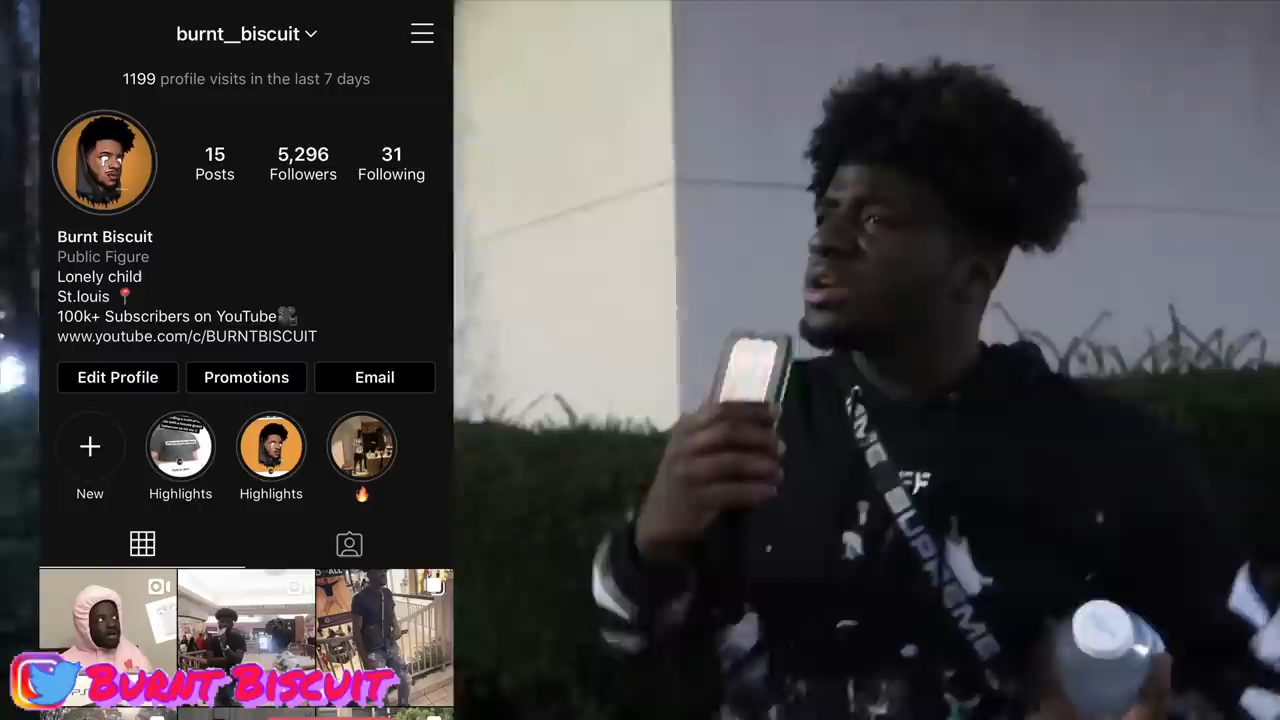 burnt__biscuit
1199 profile visits in the last 7 days
15
Posts
5,296
Followers
31
Following
Burnt Biscuit
Public Figure
Lonely child
St.louis 📍
100k+ Subscribers on YouTube🎥
www.youtube.com/c/BURNTBISCUIT
Edit Profile
Promotions
Email
New
Highlights
Highlights
🔥
BURNT BISCUIT
SUPREME